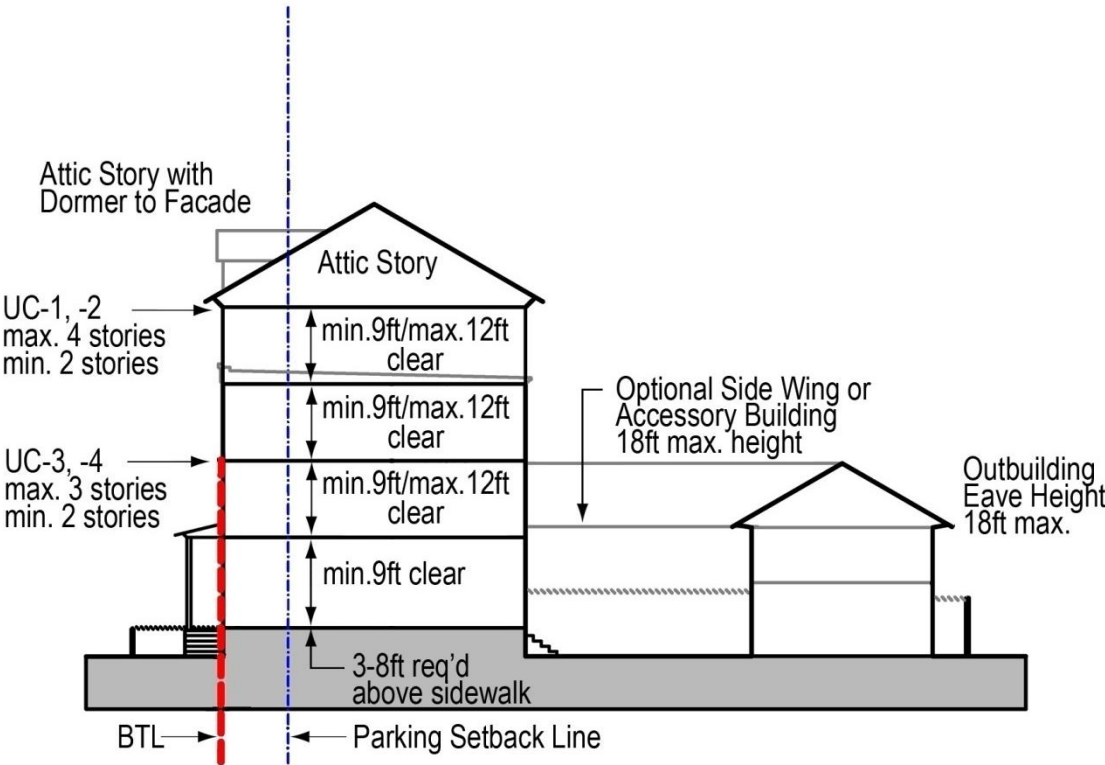 Attic Story with
Dormer to Facade
Attic Story
UC-1, -2
max. 4 stories
min. 2 stories
min.9ft/max.12ft
clear
min.9ft/max.12ft
clear
Optional Side Wing or
Accessory Building
18ft max. height
UC-3, -4
max. 3 stories
min. 2 stories
min.9ft/max.12ft
clear
Outbuilding
Eave Height
18ft max.
min.9ft clear
3-8ft req'd
above sidewalk
BTL
Parking Setback Line